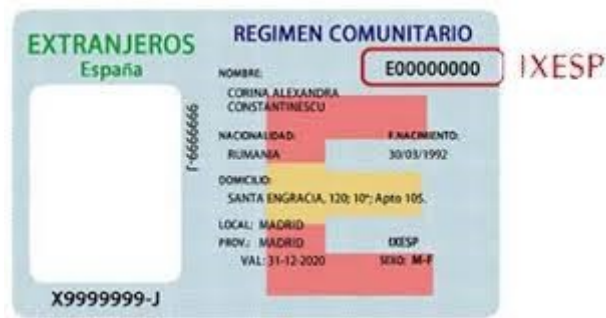 EXTRANJEROS
España
REGIMEN COMUNITARIO
NOMBRE:
E00000000
IXESP
CORINA ALEXANDRA
CONSTANTINESCU
NACIONALIDAD:
F.NACIMIENTO:
RUMANIA
30/03/1992
DOMICILIO:
SANTA ENGRACIA, 120; 10ª; Apto 105.
LOCAL: MADRID
PROV.: MADRID
IXESP
VAL: 31-12-2020
SEXO: M-F
X9999999-J